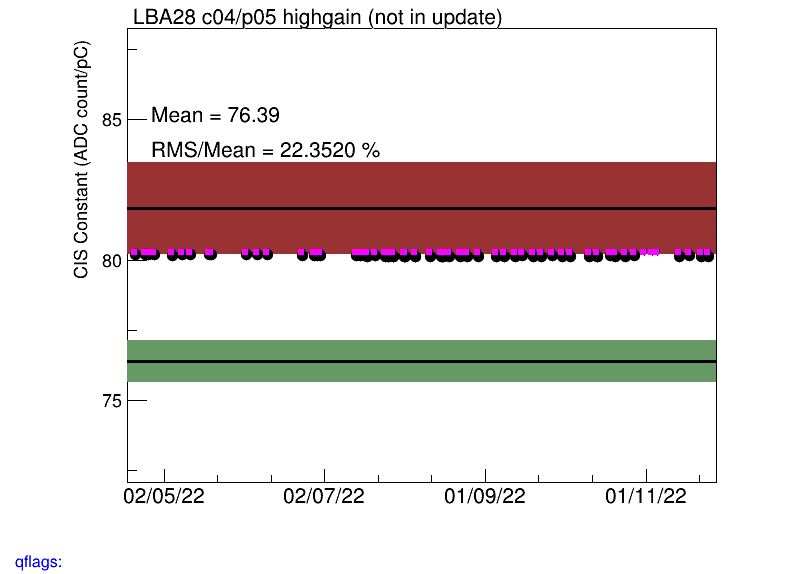 LBA28 c04/p05 highgain (not in update)
CIS Constant (ADC count/pC)
85
Mean = 76.39
RMS/Mean = 22.3520 %
80
75
02/05/22 02/07/22 01/09/22 01/11/22
qflags: